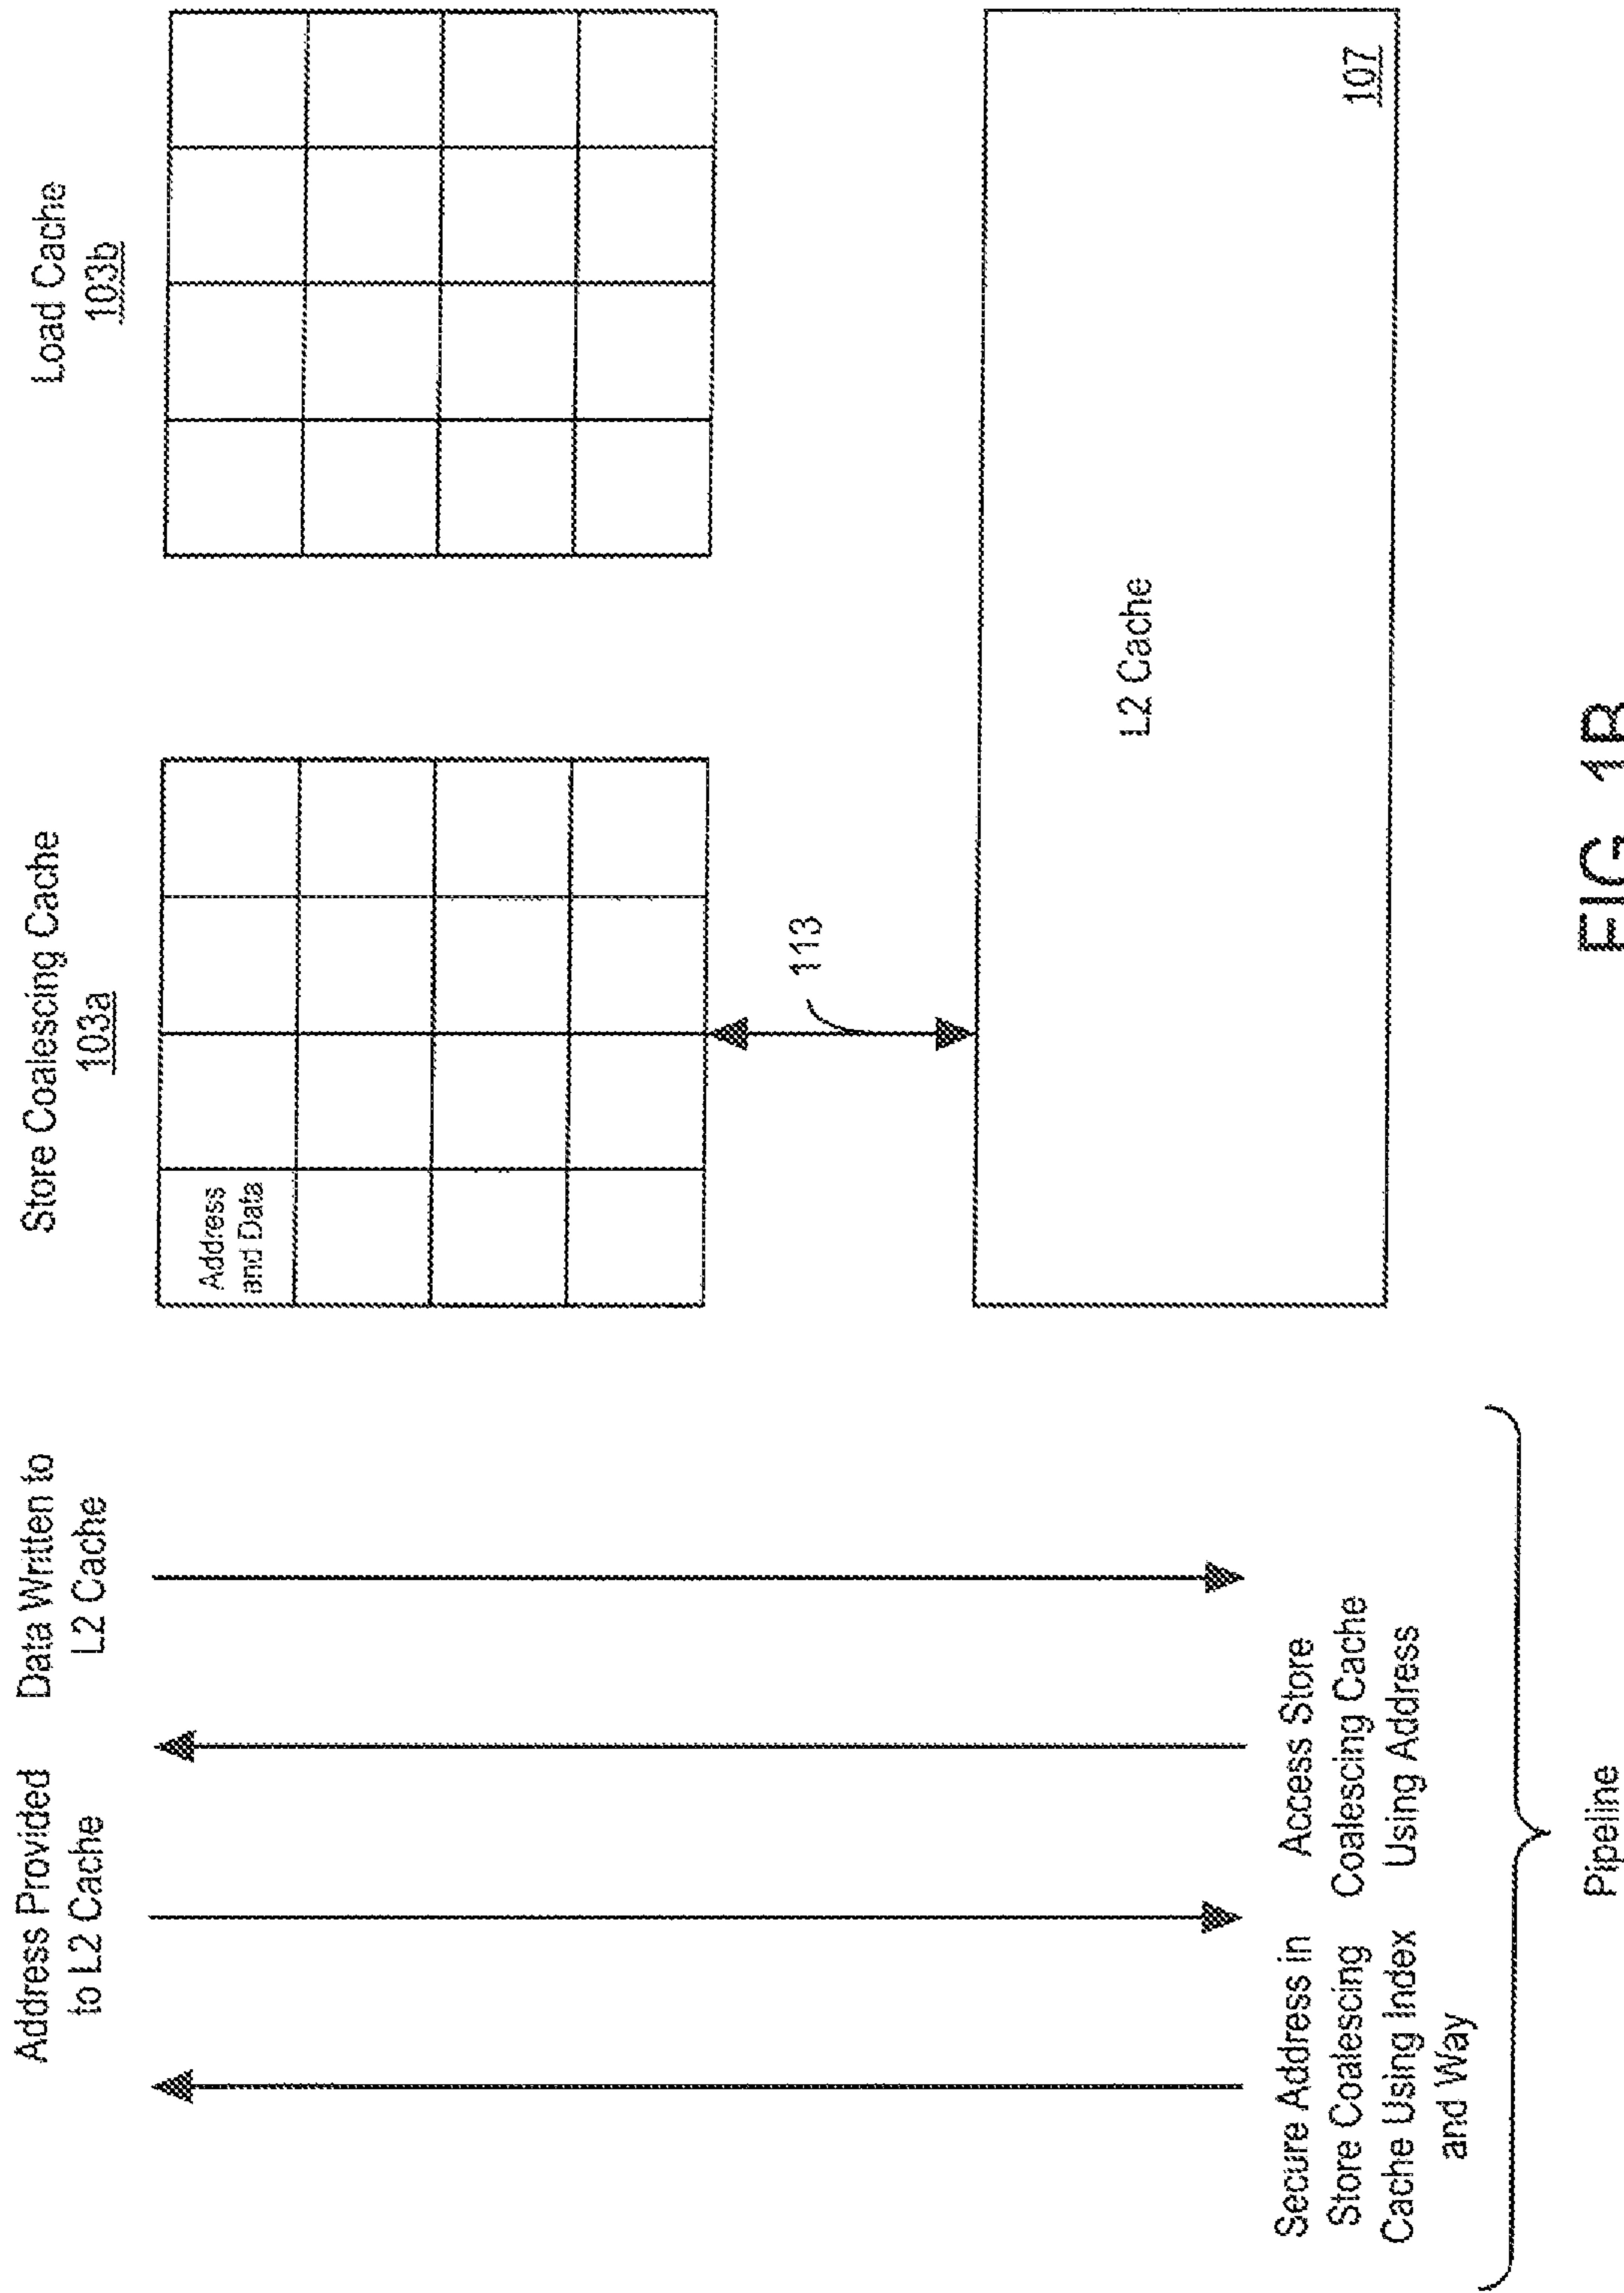 Address Provided
to L2 Cache
Data Written to
L2 Cache
Secure Address in
Store Coalescing
Cache Using Index
and Way
Access Store
Coalescing Cache
Using Address
Pipeline
Store Coalescing Cache
103a
Address
and Data
113
Load Cache
103b
L2 Cache
107
FIG. 1B